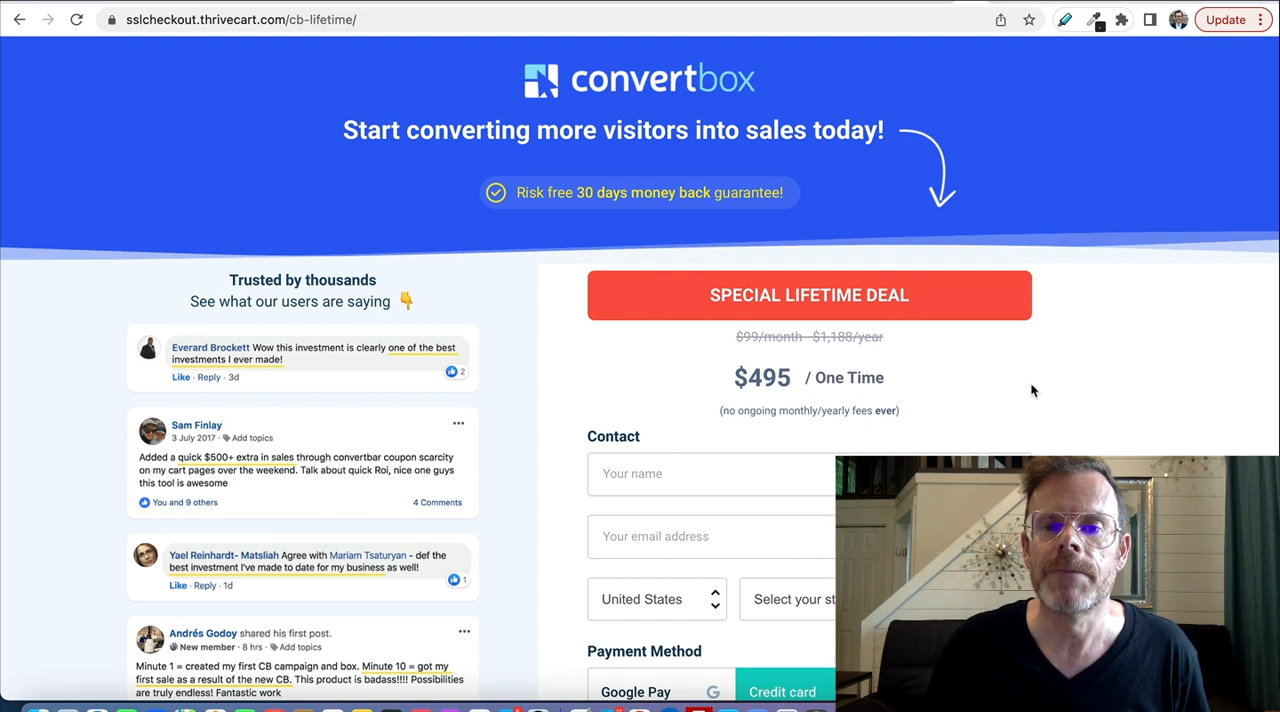 sslcheckout.thrivecart.com/cb-lifetime/
Update
convertbox
Start converting more visitors into sales today!
Risk free 30 days money back guarantee!
Trusted by thousands
See what our users are saying 👇
Everard Brockett Wow this investment is clearly one of the best
investments I ever made!
2
Like · Reply · 3d
Sam Finlay
3 July 2017 · Add topics
Added a quick $500+ extra in sales through convertbar coupon scarcity
on my cart pages over the weekend. Talk about quick Roi, nice one guys
this tool is awesome
You and 9 others
4 Comments
Yael Reinhardt- Matsliah Agree with Mariam Tsaturyan - def the
best investment I've made to date for my business as well!
1
Like · Reply · 1d
Andrés Godoy shared his first post.
New member · 8 hrs · Add topics
Minute 1 = created my first CB campaign and box. Minute 10 = got my
first sale as a result of the new CB. This product is badass!!!! Possibilities
are truly endless! Fantastic work
SPECIAL LIFETIME DEAL
$99/month - $1,188/year
$495 / One Time
(no ongoing monthly/yearly fees ever)
Contact
Your name
Your email address
United States
Select your st
Payment Method
Google Pay
G
Credit card